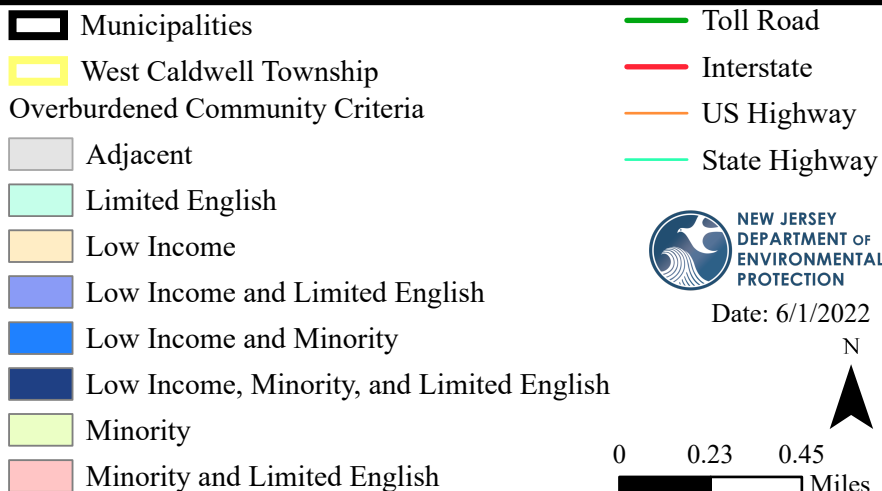 Municipalities
West Caldwell Township
Overburdened Community Criteria
Adjacent
Limited English
Low Income
Low Income and Limited English
Low Income and Minority
Low Income, Minority, and Limited English
Minority
Minority and Limited English
Toll Road
Interstate
US Highway
State Highway
NEW JERSEY
DEPARTMENT OF
ENVIRONMENTAL
PROTECTION
Date: 6/1/2022
N
0 0.23 0.45
Miles